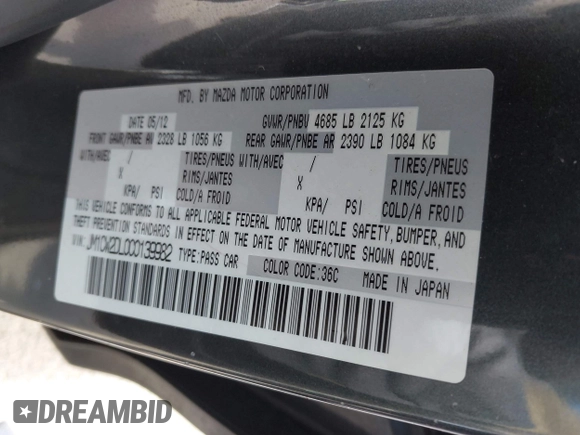 MFD. BY MAZDA MOTOR CORPORATION
DATE 05/12 GVWR/PNBV 4685 LB 2125 KG
FRONT GAWR/PNBE AV 2328 LB 1056 KG REAR GAWR/PNBE AR 2390 LB 1084 KG
WITH/AVEC / TIRES/PNEUS WITH/AVEC / TIRES/PNEUS
X RIMS/JANTES X RIMS/JANTES
KPA/ PSI COLD/A FROID KPA/ PSI COLD/A FROID
THIS VEHICLE CONFORMS TO ALL APPLICABLE FEDERAL MOTOR VEHICLE SAFETY, BUMPER, AND
THEFT PREVENTION STANDARDS IN EFFECT ON THE DATE OF MANUFACTURE SHOWN ABOVE.
VIN: JM1CW2DL0C0139982 TYPE:PASS CAR COLOR CODE:36C MADE IN JAPAN
DREAMBID